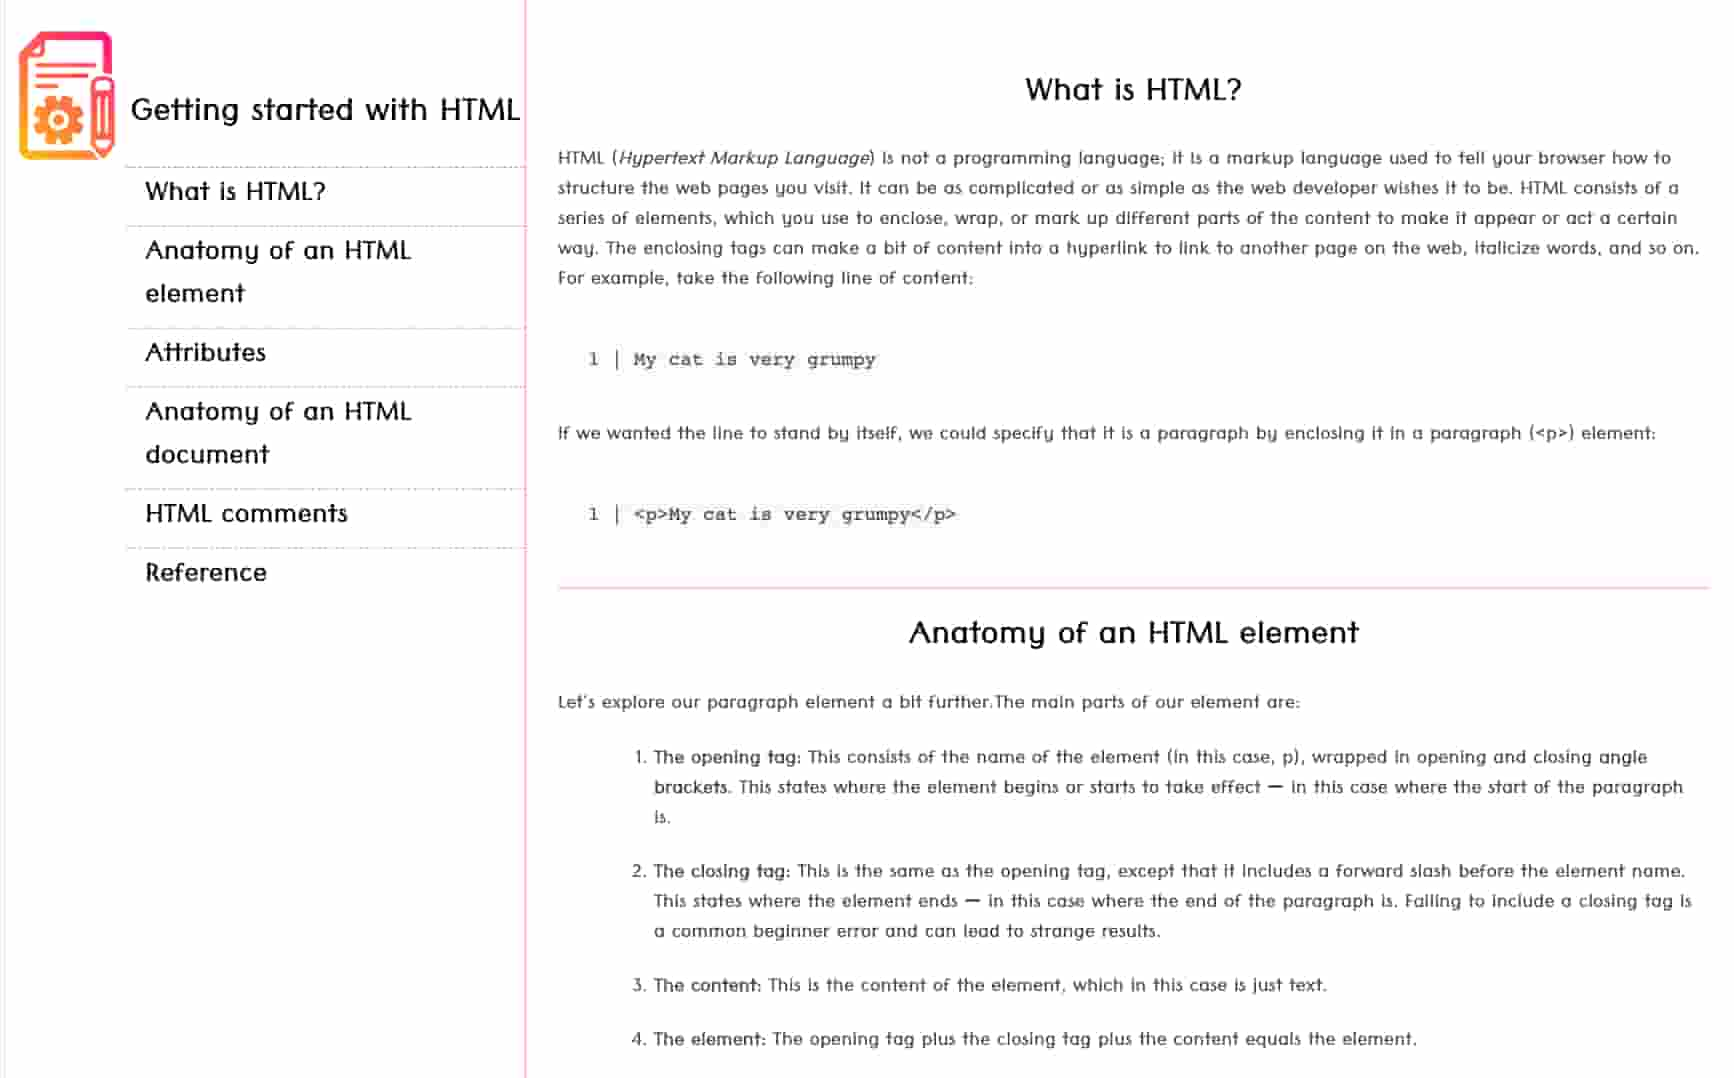 Getting started with HTML
What is HTML?
Anatomy of an HTML
element
Attributes
Anatomy of an HTML
document
HTML comments
Reference
What is HTML?
HTML (Hypertext Markup Language) is not a programming language; it is a markup language used to tell your browser how to
structure the web pages you visit. It can be as complicated or as simple as the web developer wishes it to be. HTML consists of a
series of elements, which you use to enclose, wrap, or mark up different parts of the content to make it appear or act a certain
way. The enclosing tags can make a bit of content into a hyperlink to link to another page on the web, italicize words, and so on.
For example, take the following line of content:
1 | My cat is very grumpy
If we wanted the line to stand by itself, we could specify that it is a paragraph by enclosing it in a paragraph (<p>) element:
1 | <p>My cat is very grumpy</p>
Anatomy of an HTML element
Let's explore our paragraph element a bit further.The main parts of our element are:
1. The opening tag: This consists of the name of the element (in this case, p), wrapped in opening and closing angle
brackets. This states where the element begins or starts to take effect — in this case where the start of the paragraph
is.
2. The closing tag: This is the same as the opening tag, except that it includes a forward slash before the element name.
This states where the element ends — in this case where the end of the paragraph is. Failing to include a closing tag is
a common beginner error and can lead to strange results.
3. The content: This is the content of the element, which in this case is just text.
4. The element: The opening tag plus the closing tag plus the content equals the element.